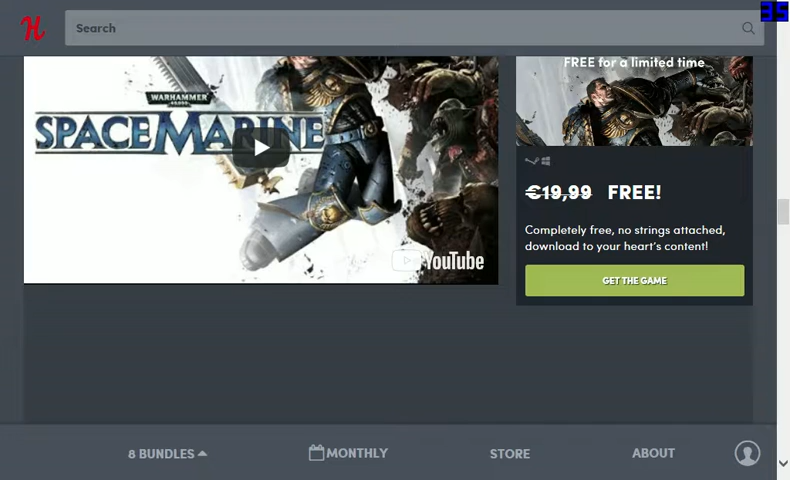 35
H
Search
FREE for a limited time
WARHAMMER
40,000
SPACE MARINE
YouTube
€19,99 FREE!
Completely free, no strings attached,
download to your heart's content!
GET THE GAME
8 BUNDLES
MONTHLY
STORE
ABOUT